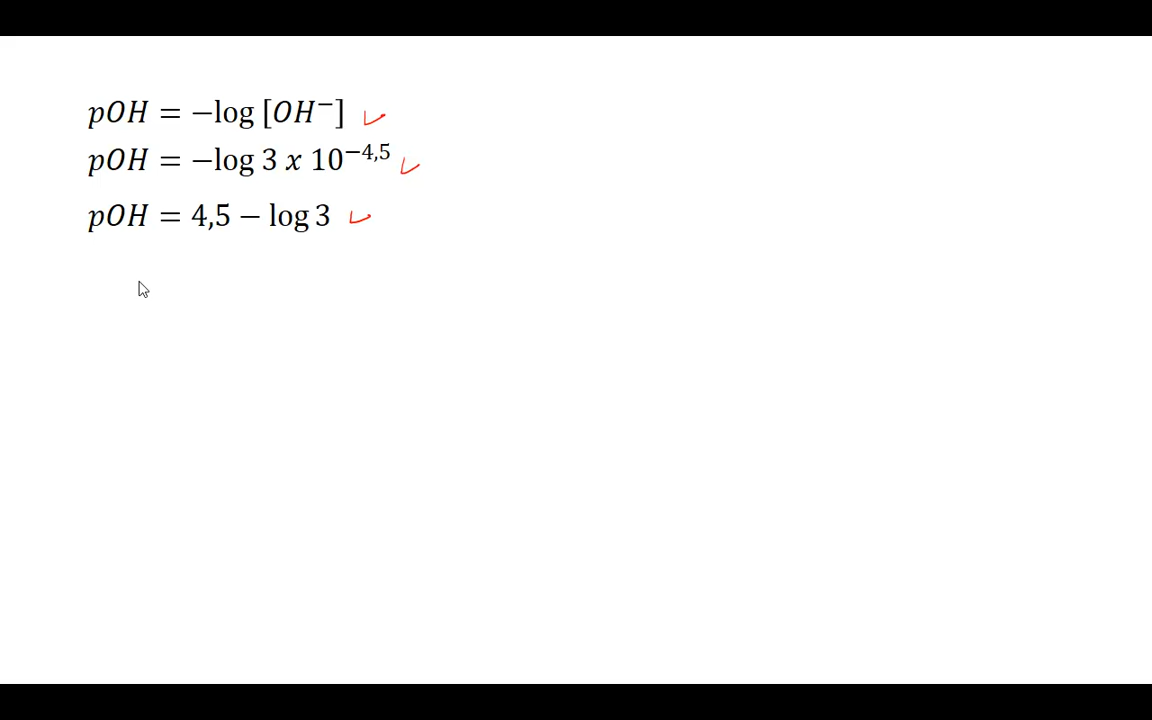 pOH = −log [OH⁻]
pOH = −log 3 x 10⁻⁴,⁵
pOH = 4,5 − log 3